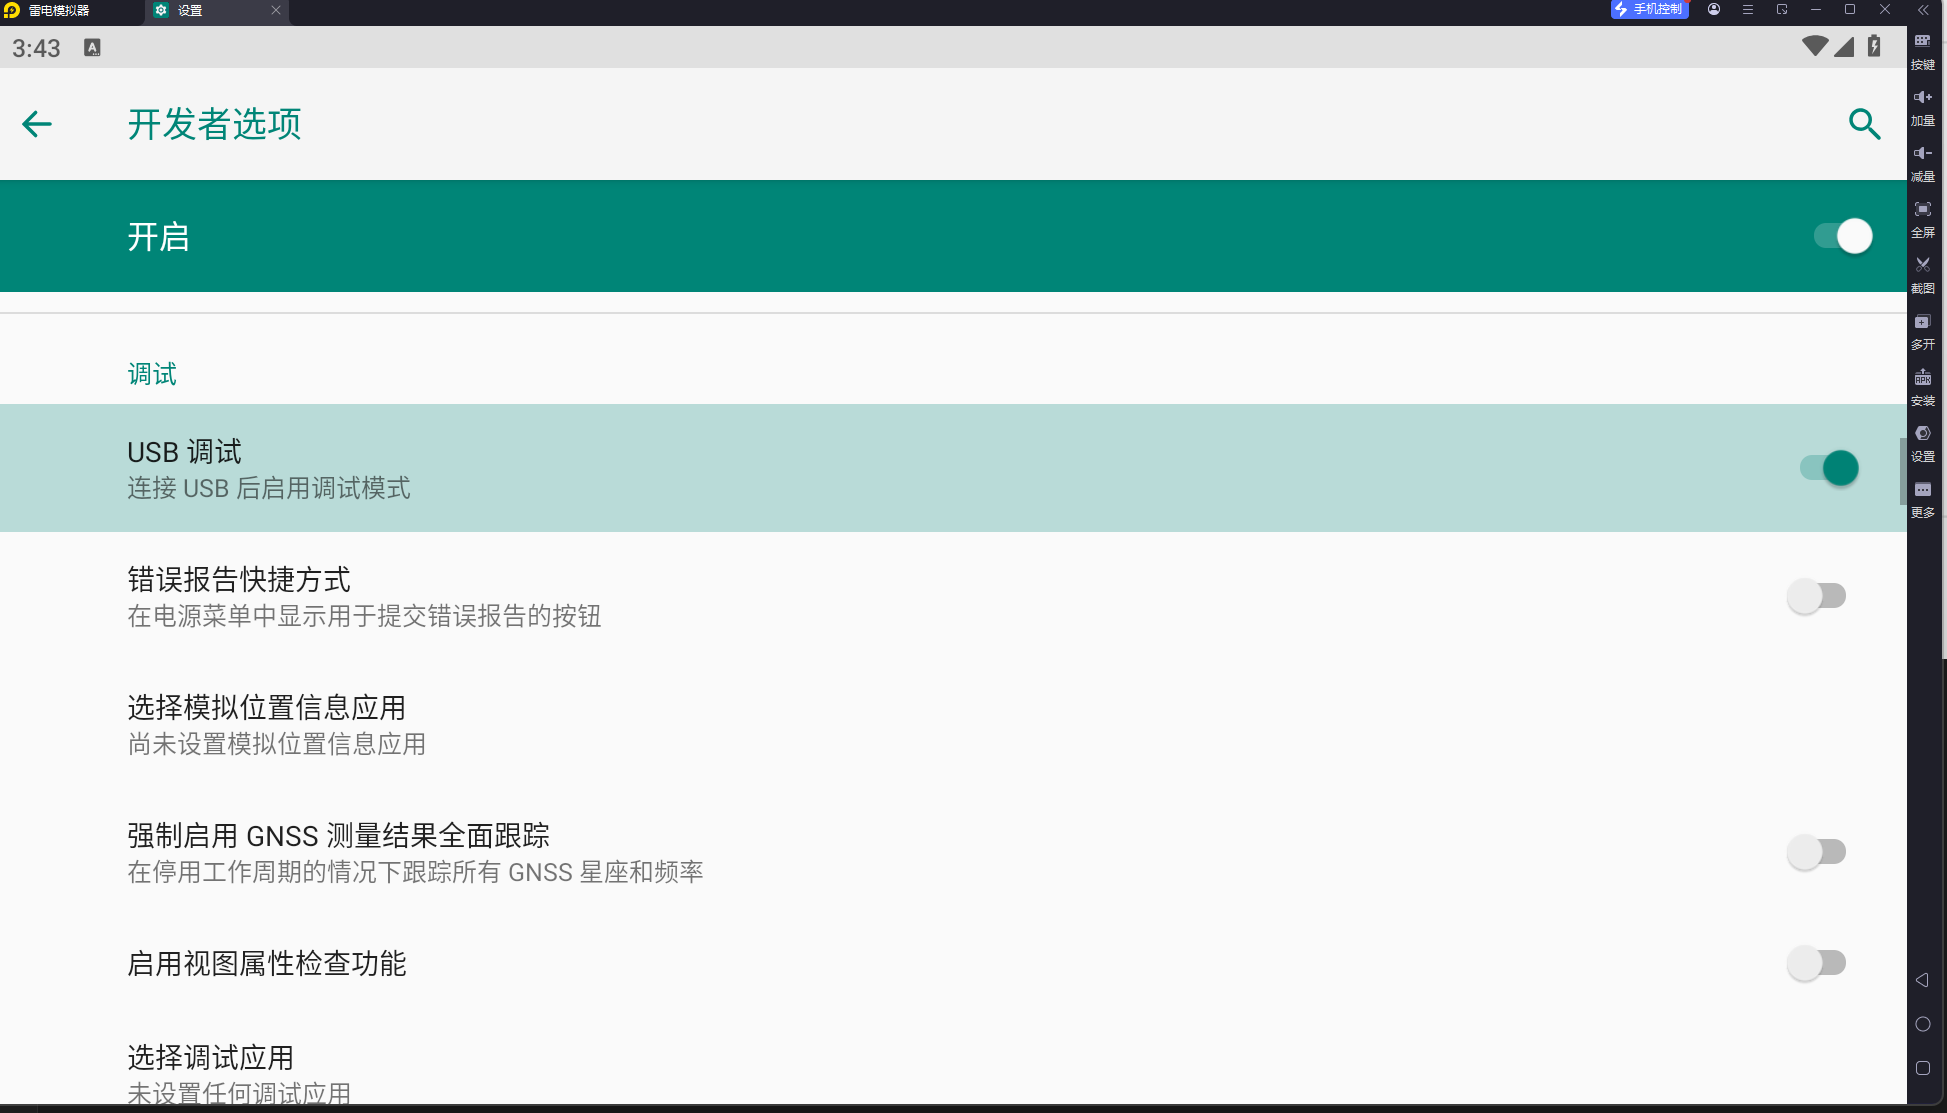 雷电模拟器
设置
手机控制
3:43
开发者选项
开启
调试
USB 调试
连接 USB 后启用调试模式
错误报告快捷方式
在电源菜单中显示用于提交错误报告的按钮
选择模拟位置信息应用
尚未设置模拟位置信息应用
强制启用 GNSS 测量结果全面跟踪
在停用工作周期的情况下跟踪所有 GNSS 星座和频率
启用视图属性检查功能
选择调试应用
未设置任何调试应用
按键
加量
减量
全屏
截图
多开
安装
设置
更多